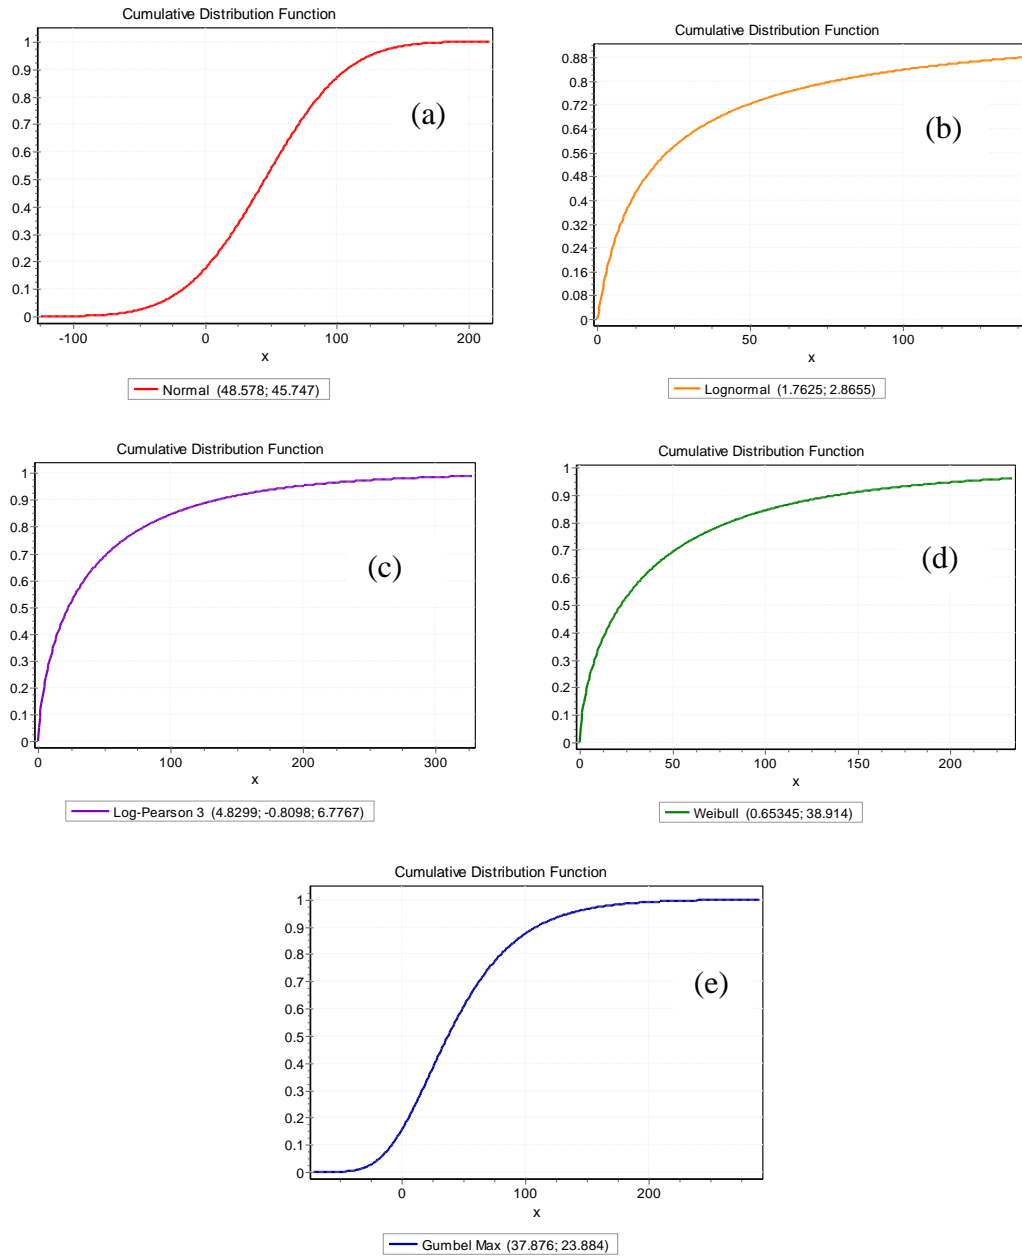 Cumulative Distribution Function
1
0.9
0.8
0.7
0.6
0.5
0.4
0.3
0.2
0.1
0
-100 0 100 200
x
(a)
Normal (48.578; 45.747)
Cumulative Distribution Function
0.88
0.8
0.72
0.64
0.56
0.48
0.4
0.32
0.24
0.16
0.08
0
0 50 100
x
(b)
Lognormal (1.7625; 2.8655)
Cumulative Distribution Function
1
0.9
0.8
0.7
0.6
0.5
0.4
0.3
0.2
0.1
0
0 100 200 300
x
(c)
Log-Pearson 3 (4.8299; -0.8098; 6.7767)
Cumulative Distribution Function
1
0.9
0.8
0.7
0.6
0.5
0.4
0.3
0.2
0.1
0
0 50 100 150 200
x
(d)
Weibull (0.65345; 38.914)
Cumulative Distribution Function
1
0.9
0.8
0.7
0.6
0.5
0.4
0.3
0.2
0.1
0
0 100 200
x
(e)
Gumbel Max (37.876; 23.884)